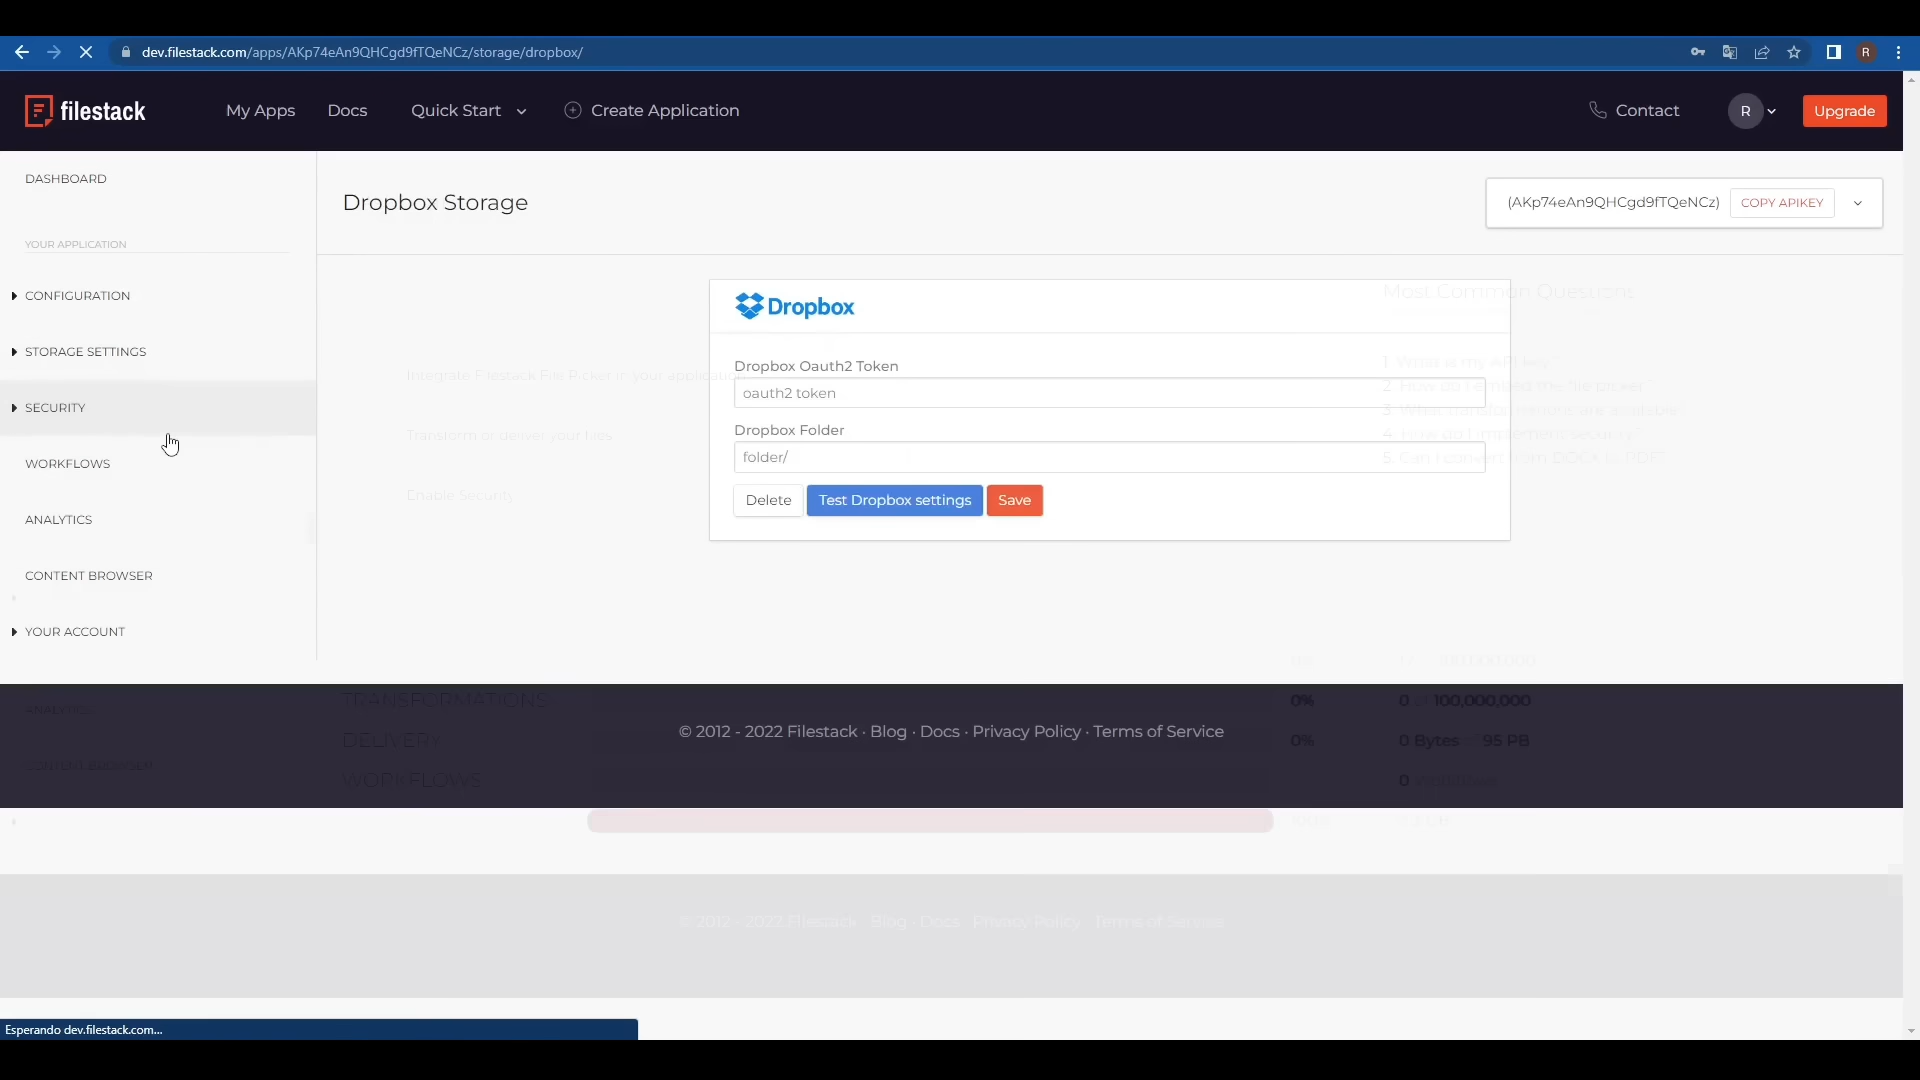 dev.filestack.com/apps/AKp74eAn9QHCgd9fTQeNCz/storage/dropbox/
R
filestack
My Apps
Docs
Quick Start
Create Application
Contact
R
Upgrade
DASHBOARD
YOUR APPLICATION
CONFIGURATION
STORAGE SETTINGS
SECURITY
WORKFLOWS
ANALYTICS
CONTENT BROWSER
YOUR ACCOUNT
Dropbox Storage
(AKp74eAn9QHCgd9fTQeNCz)
COPY APIKEY
Dropbox
Dropbox Oauth2 Token
oauth2 token
Dropbox Folder
folder/
Delete
Test Dropbox settings
Save
Most Common Questions
1. What is my API key?
2. How do I embed the file picker?
3. What transformations are available?
4. How do I implement security?
5. Can I convert from DOCX to PDF?
Integrate Filestack File Picker in your application
Transform or deliver your files
Enable Security
TRANSFORMATIONS 0% 0 of 100,000,000
DELIVERY 0% 0 Bytes of 95 PB
WORKFLOWS 0
ANALYTICS
CONTENT BROWSER
© 2012 - 2022 Filestack · Blog · Docs · Privacy Policy · Terms of Service
© 2012 - 2022 Filestack · Blog · Docs · Privacy Policy · Terms of Service
Esperando dev.filestack.com...